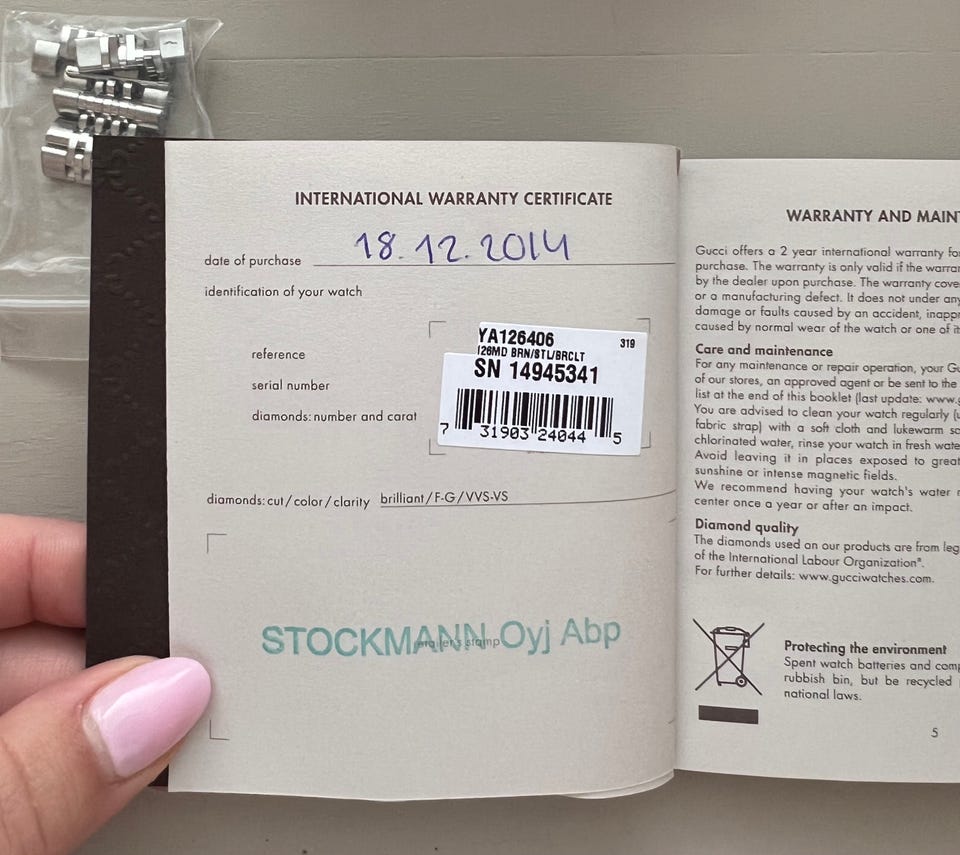 INTERNATIONAL WARRANTY CERTIFICATE
date of purchase 18.12.2014
identification of your watch
reference
serial number
diamonds: number and carat
YA126406 319
126MD BRN/STL/BRCLT
SN 14945341
7 31903 24044 5
diamonds: cut / color / clarity brilliant / F-G / VVS-VS
retailer's stamp
STOCKMANN Oyj Abp
WARRANTY AND MAINT
Gucci offers a 2 year international warranty for
purchase. The warranty is only valid if the
by the dealer upon purchase. The warranty
or a manufacturing defect. It does not under any
damage or faults caused by an accident,
caused by normal wear of the watch or one of
Care and maintenance
For any maintenance or repair operation, your
of our stores, an approved agent or be sent to the
list at the end of this booklet (last update: www.
You are advised to clean your watch regularly
fabric strap) with a soft cloth and lukewarm
chlorinated water, rinse your watch in fresh
Avoid leaving it in places exposed to great
sunshine or intense magnetic fields.
We recommend having your watch's water
center once a year or after an impact.
Diamond quality
The diamonds used on our products are from
of the International Labour Organization*.
For further details: www.gucciwatches.com.
Protecting the environment
Spent watch batteries and
rubbish bin, but be recycled
national laws.
5